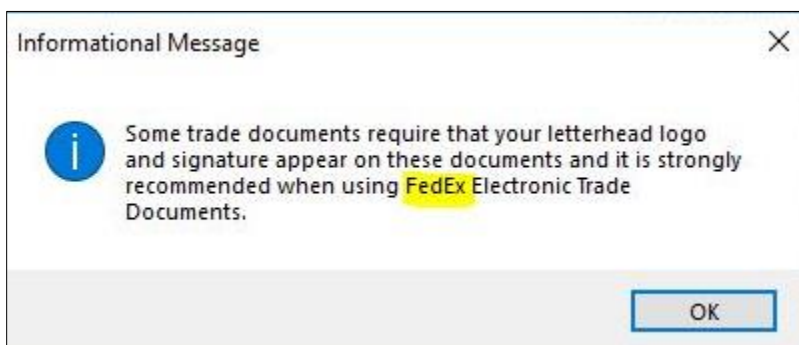 Informational Message
Some trade documents require that your letterhead logo
and signature appear on these documents and it is strongly
recommended when using FedEx Electronic Trade
Documents.
OK